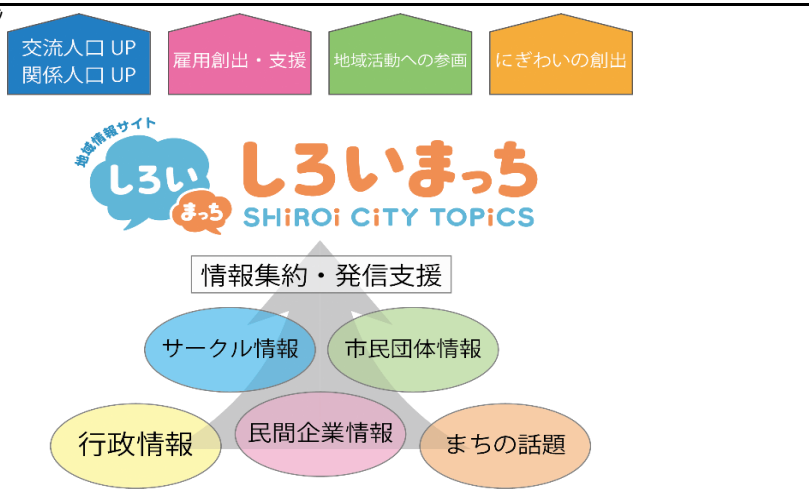 交流人口 UP
関係人口 UP
雇用創出・支援
地域活動への参画
にぎわいの創出
地域情報サイト
しろい
まっち
しろいまっち
SHiROi CiTY TOPiCS
情報集約・発信支援
サークル情報
市民団体情報
行政情報
民間企業情報
まちの話題